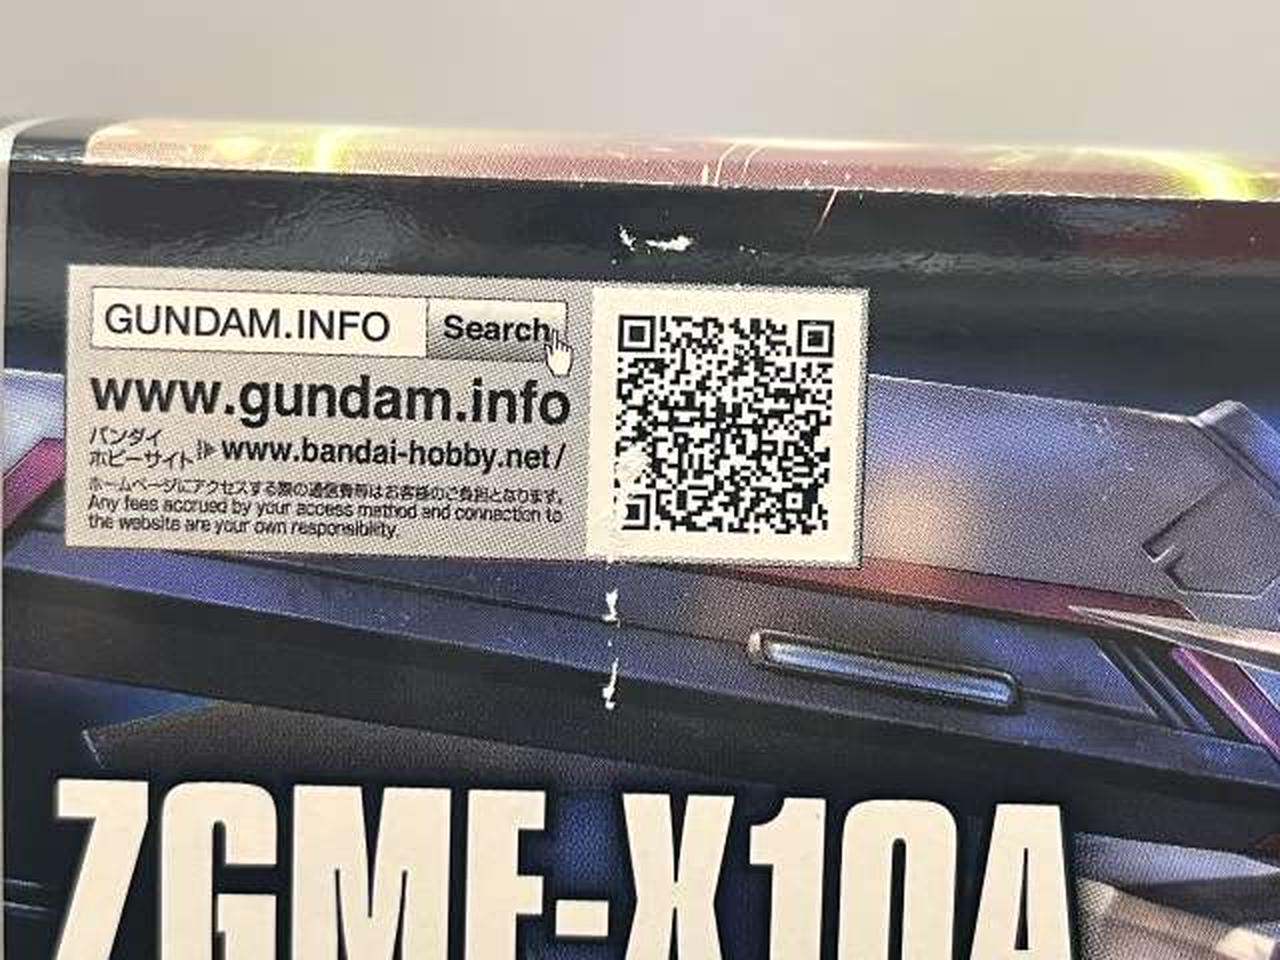 GUNDAM.INFO Search
www.gundam.info
バンダイ
ホビーサイト www.bandai-hobby.net/
ホームページにアクセスする際の通信費等はお客様のご負担となります。
Any fees accrued by your access method and connection to
the website are your own responsibility.
ZGMF-X10A